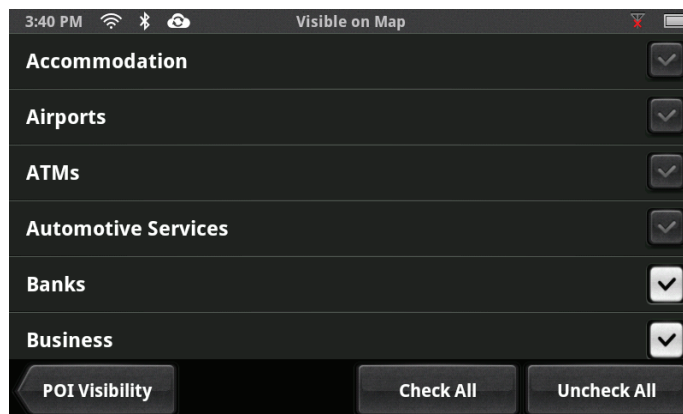 3:40 PM Visible on Map
Accommodation
Airports
ATMs
Automotive Services
Banks
Business
POI Visibility Check All Uncheck All